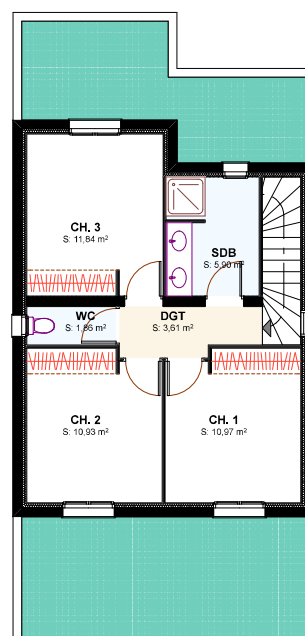 CH. 3
S: 11,84 m²
SDB
S: 5,90 m²
WC
S: 1,86 m²
DGT
S: 3,61 m²
CH. 2
S: 10,93 m²
CH. 1
S: 10,97 m²